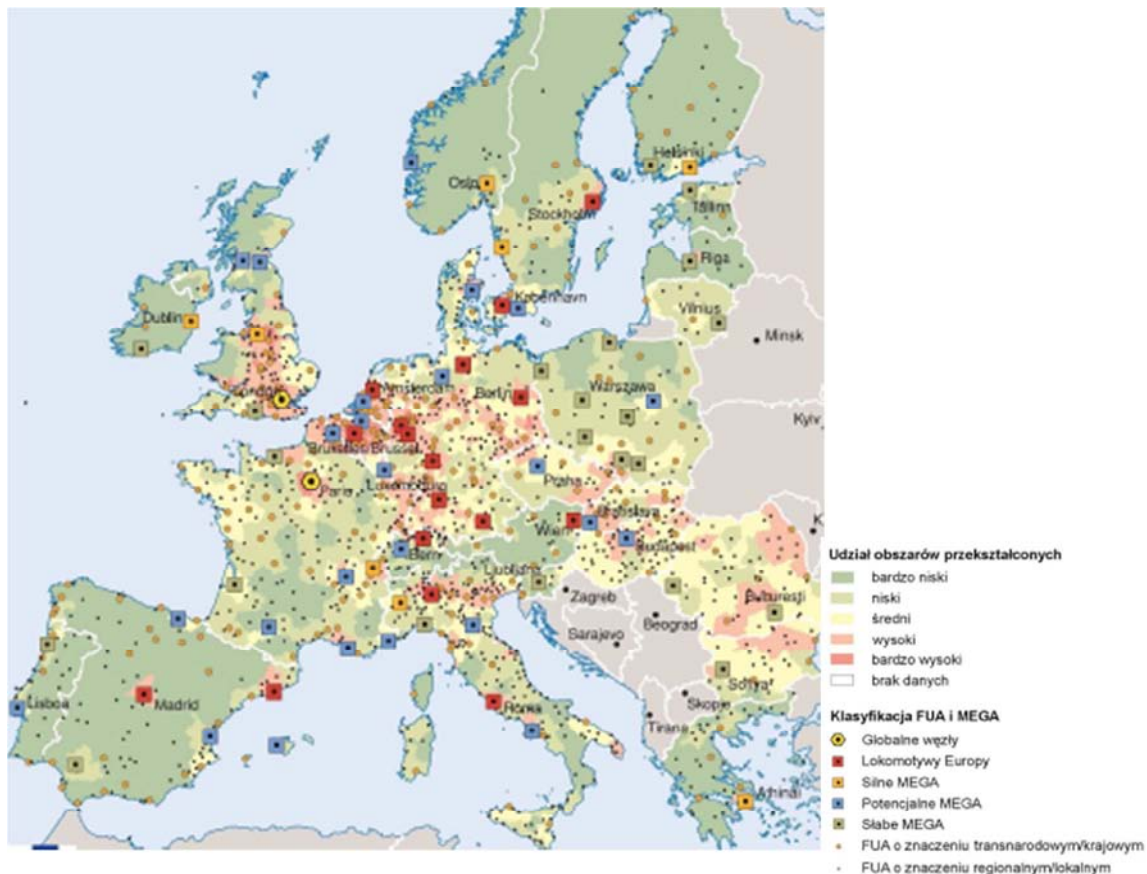 Helsinki
Oslo
Stockholm
Tallinn
Riga
København
Vilnius
Dublin
Minsk
Amsterdam
Berlin
Warszawa
London
Kyiv
Bruxelles/Brussel
Luxembourg
Praha
Paris
Wien
Bratislava
K
Bern
Budapest
Ljubljana
Zagreb
Bucuresti
Beograd
Sarajevo
Sofiya
Skopje
Lisboa
Madrid
Roma
Tirana
Athinai
Udział obszarów przekształconych
bardzo niski
niski
średni
wysoki
bardzo wysoki
brak danych
Klasyfikacja FUA i MEGA
Globalne węzły
Lokomotywy Europy
Silne MEGA
Potencjalne MEGA
Słabe MEGA
FUA o znaczeniu transnarodowym/krajowym
FUA o znaczeniu regionalnym/lokalnym